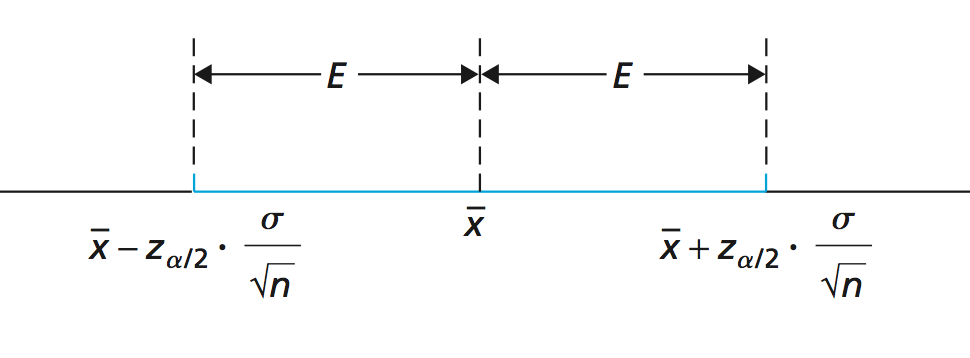 E E
x̄
x̄ − z_{α/2} · σ/√n x̄ + z_{α/2} · σ/√n